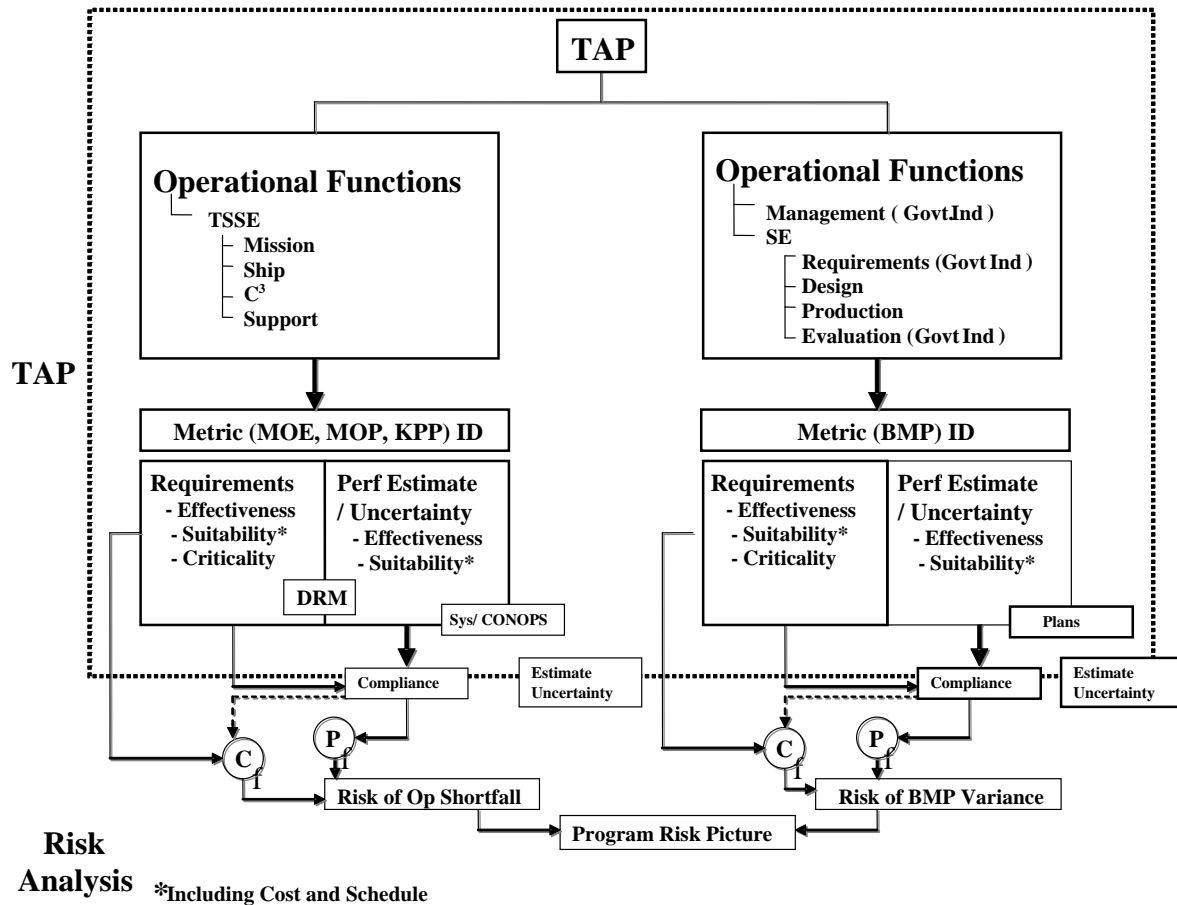 TAP
Operational Functions
TSSE
Mission
Ship
C³
Support
Operational Functions
Management ( Govt.Ind )
SE
Requirements (Govt Ind )
Design
Production
Evaluation (Govt Ind )
TAP
Metric (MOE, MOP, KPP) ID
Requirements
- Effectiveness
- Suitability*
- Criticality
DRM
Perf Estimate
/ Uncertainty
- Effectiveness
- Suitability*
Sys/ CONOPS
Metric (BMP) ID
Requirements
- Effectiveness
- Suitability*
- Criticality
Perf Estimate
/ Uncertainty
- Effectiveness
- Suitability*
Plans
Compliance
Estimate
Uncertainty
Compliance
Estimate
Uncertainty
C f
P f
C f
P f
Risk of Op Shortfall
Risk of BMP Variance
Program Risk Picture
Risk
Analysis
*Including Cost and Schedule